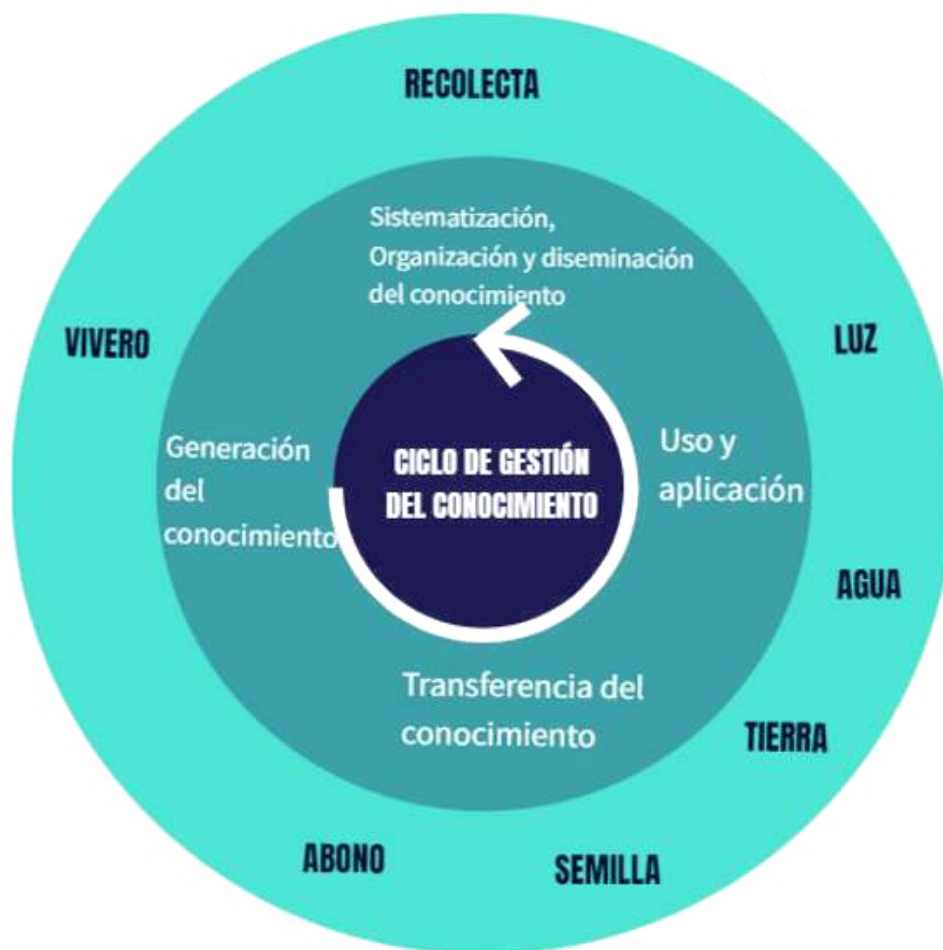 RECOLECTA
Sistematización,
Organización y diseminación
del conocimiento
VIVERO
LUZ
Generación
del
conocimiento
CICLO DE GESTIÓN
DEL CONOCIMIENTO
Uso y
aplicación
AGUA
Transferencia del
conocimiento
TIERRA
ABONO
SEMILLA